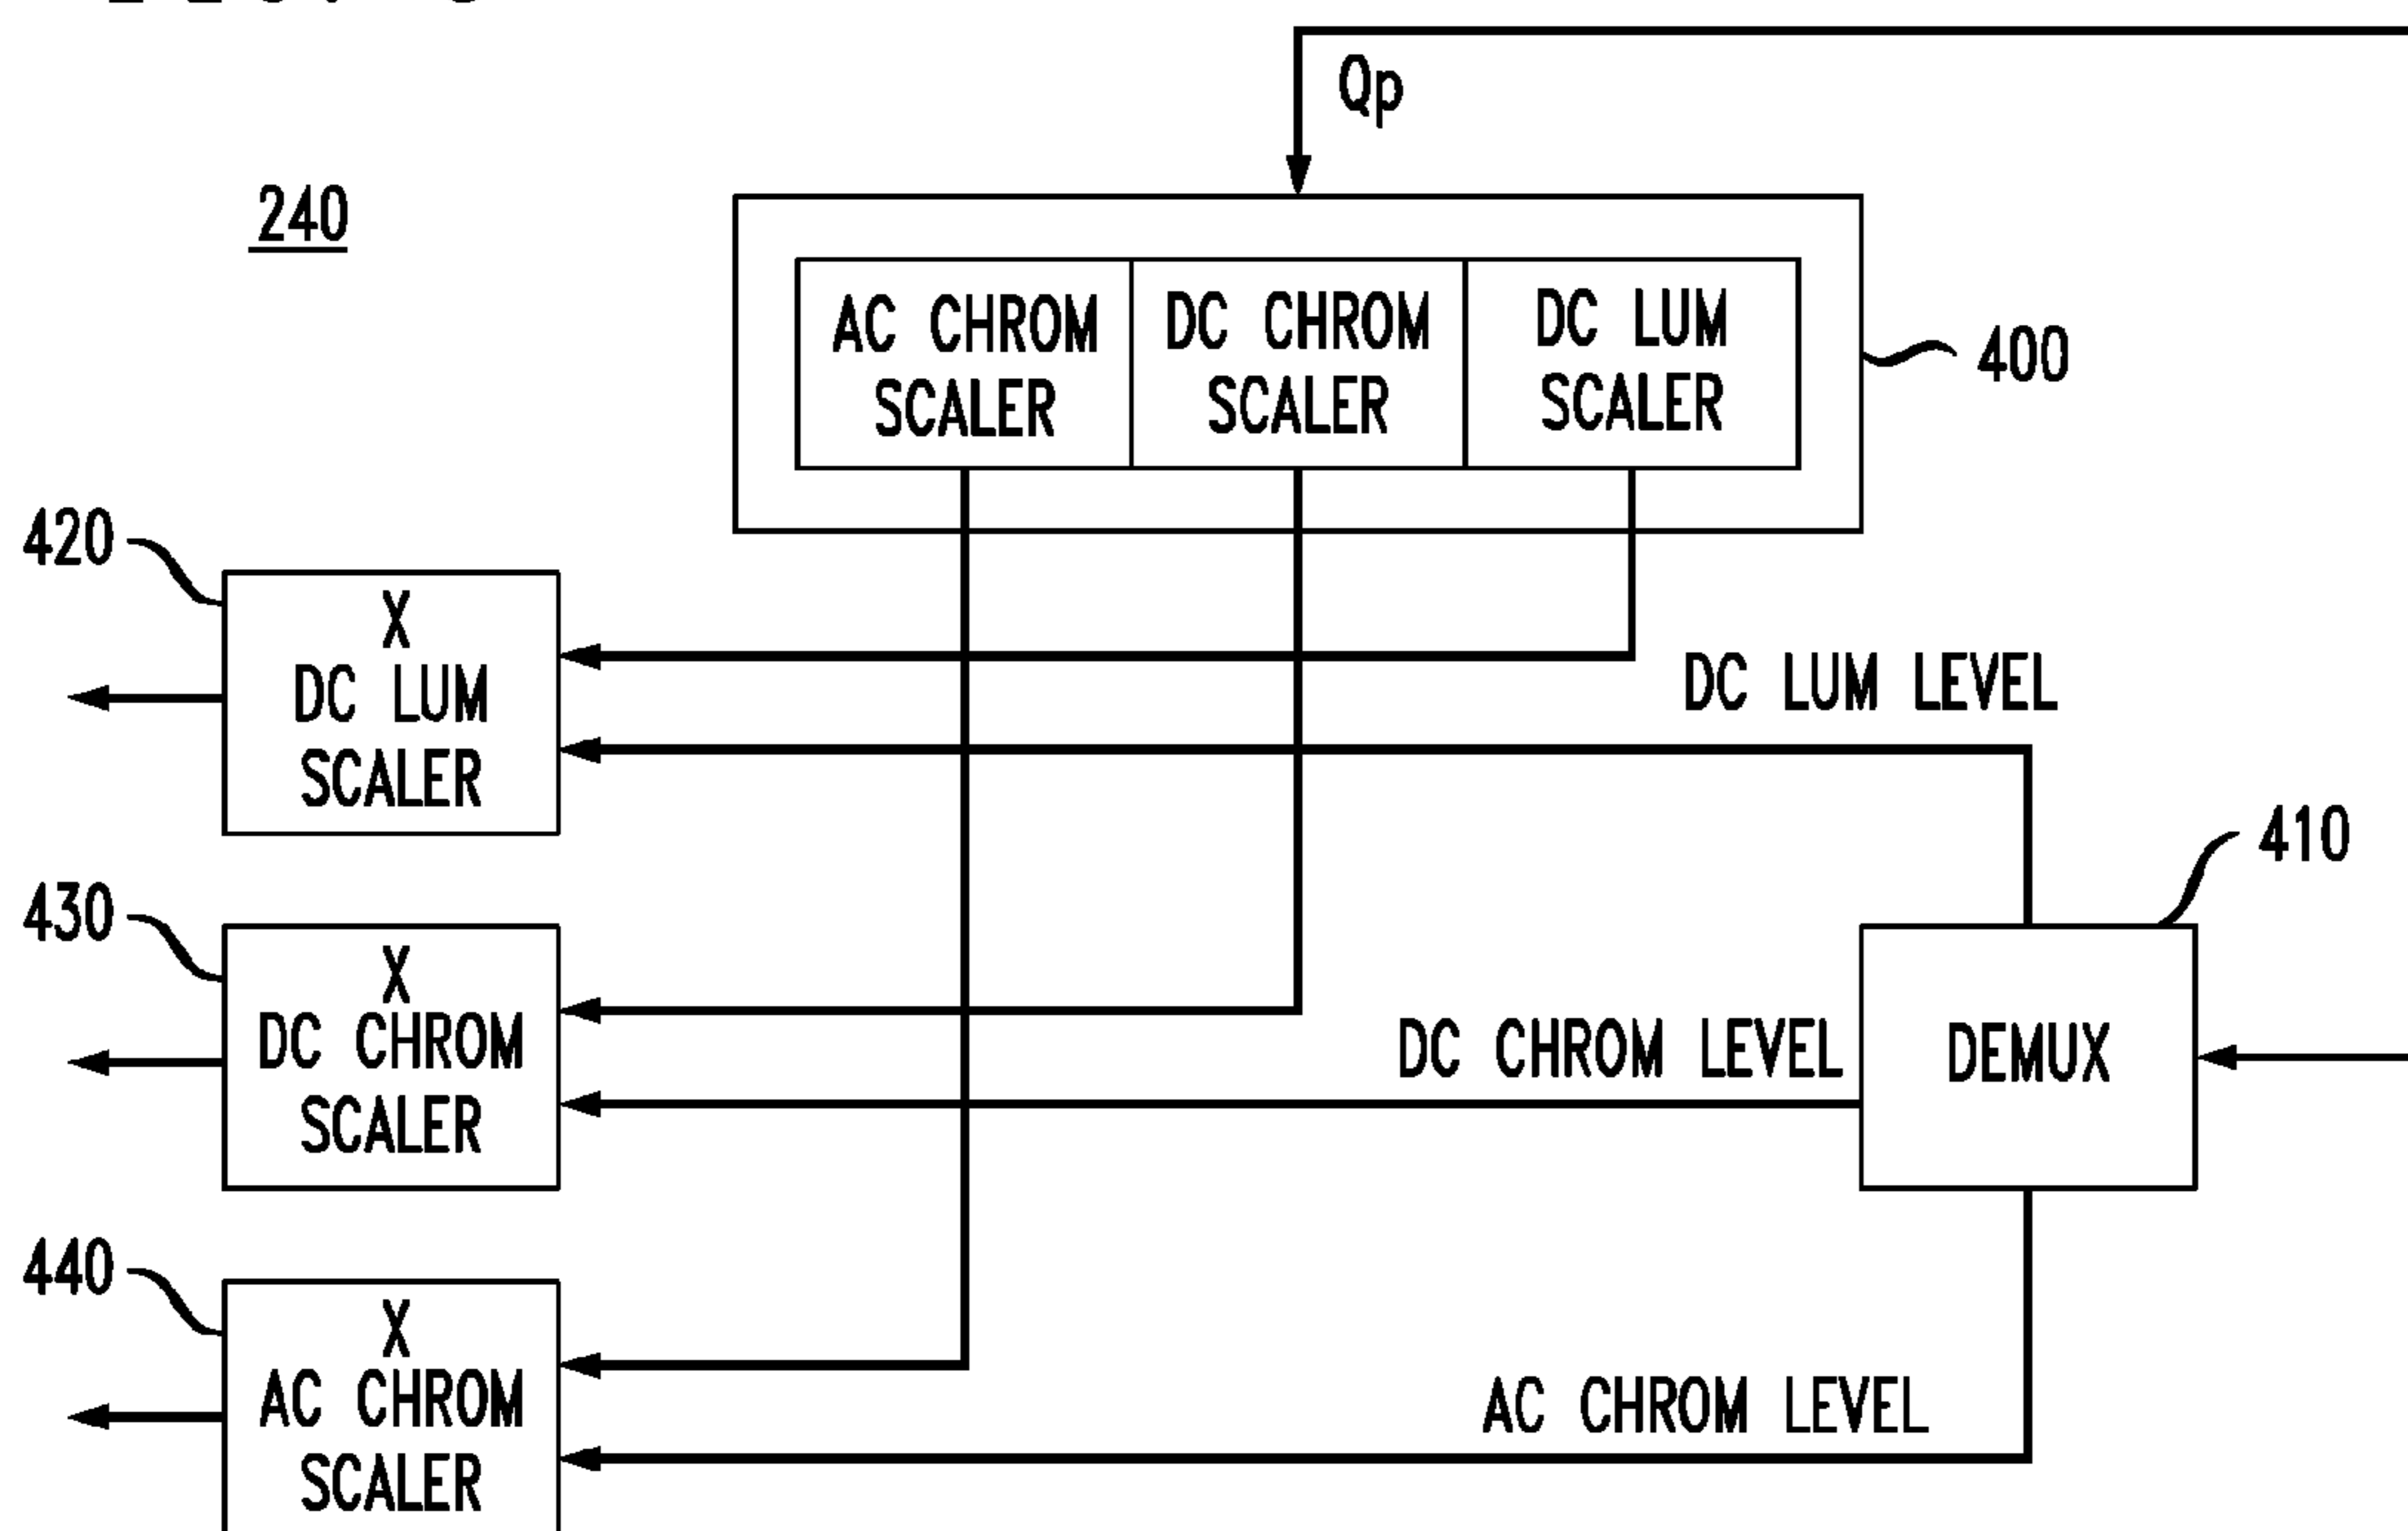 Qp
240
AC CHROM
SCALER
DC CHROM
SCALER
DC LUM
SCALER
400
420
X
DC LUM
SCALER
DC LUM LEVEL
410
430
X
DC CHROM
SCALER
DC CHROM LEVEL
DEMUX
440
X
AC CHROM
SCALER
AC CHROM LEVEL